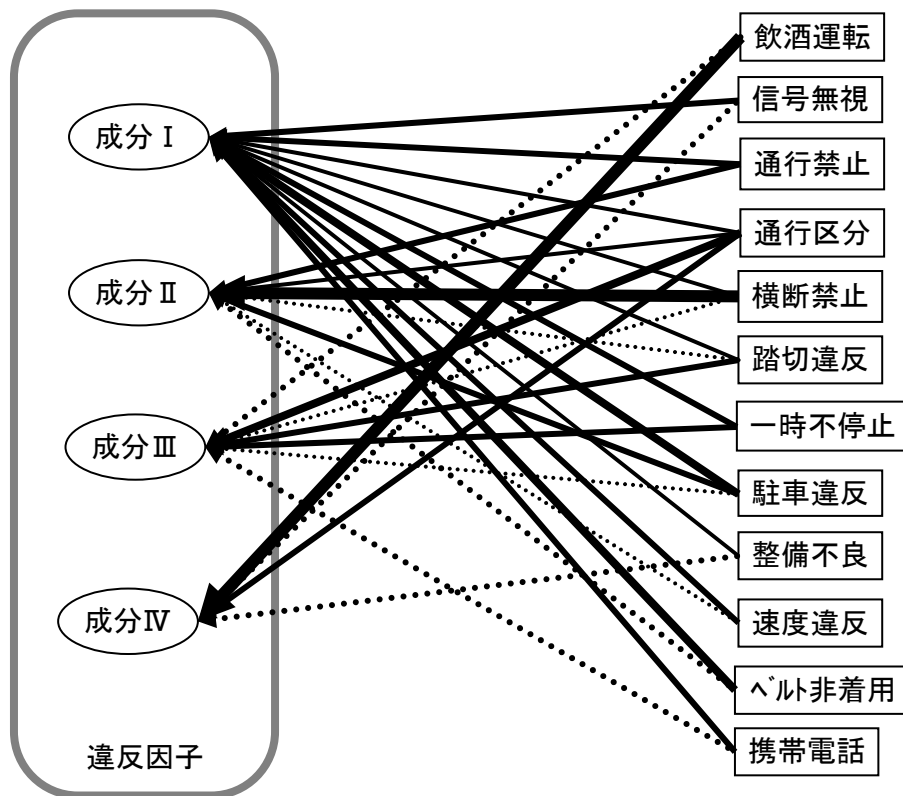 成分Ⅰ
成分Ⅱ
成分Ⅲ
成分Ⅳ
違反因子
飲酒運転
信号無視
通行禁止
通行区分
横断禁止
踏切違反
一時不停止
駐車違反
整備不良
速度違反
ﾍﾞﾙﾄ非着用
携帯電話